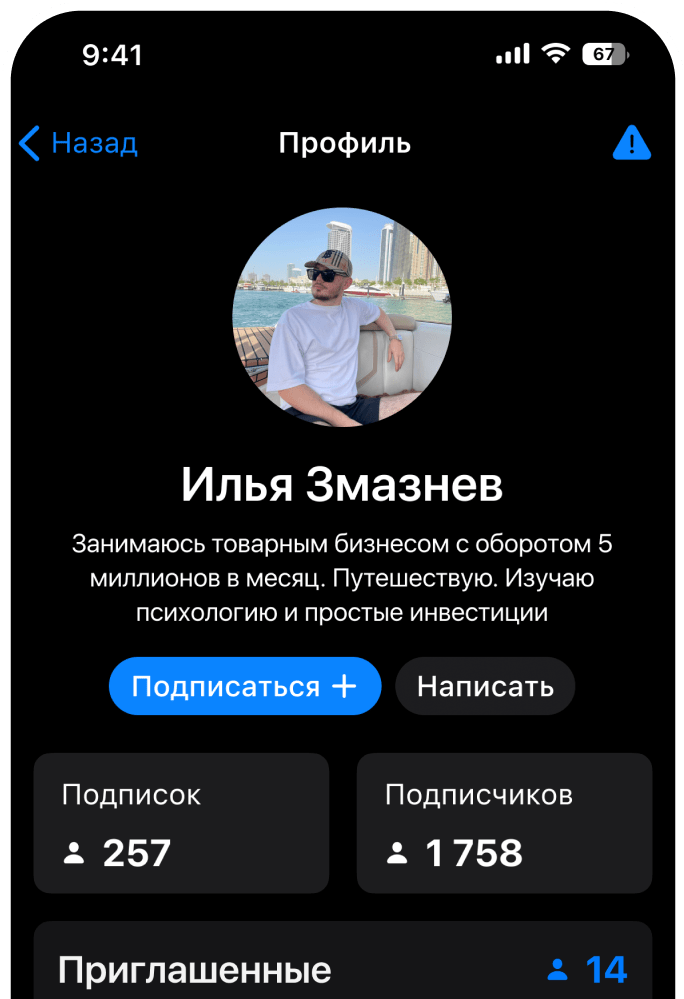 9:41
67
Назад
Профиль
Илья Змазнев
Занимаюсь товарным бизнесом с оборотом 5
миллионов в месяц. Путешествую. Изучаю
психологию и простые инвестиции
Подписаться +
Написать
Подписок
257
Подписчиков
1 758
Приглашенные
14